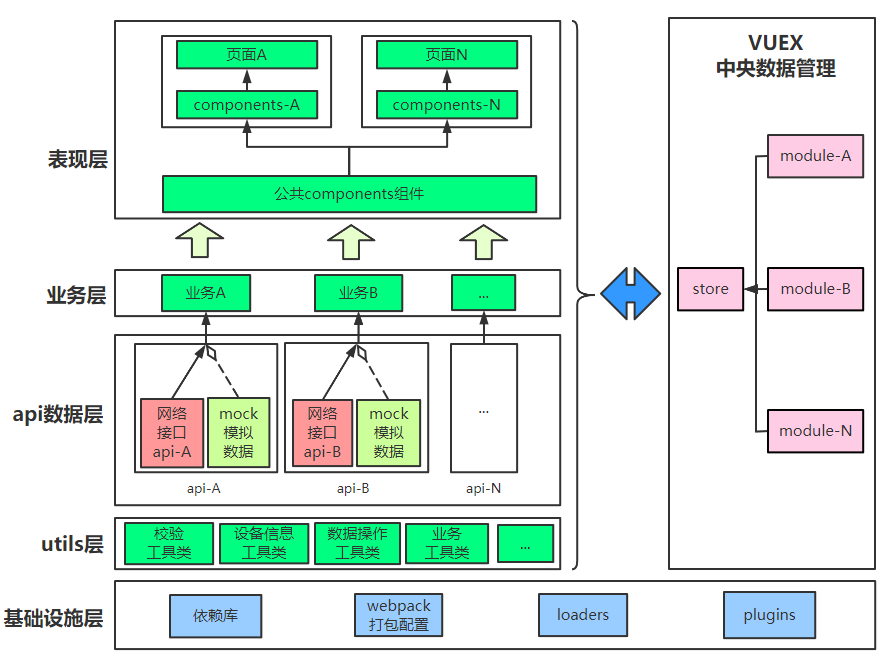 VUEX
中央数据管理
表现层
页面A
页面N
components-A
components-N
公共components组件
业务层
业务A
业务B
...
api数据层
网络
接口
api-A
mock
模拟
数据
api-A
网络
接口
api-B
mock
模拟
数据
api-B
...
api-N
utils层
校验
工具类
设备信息
工具类
数据操作
工具类
业务
工具类
...
module-A
store
module-B
module-N
基础设施层
依赖库
webpack
打包配置
loaders
plugins